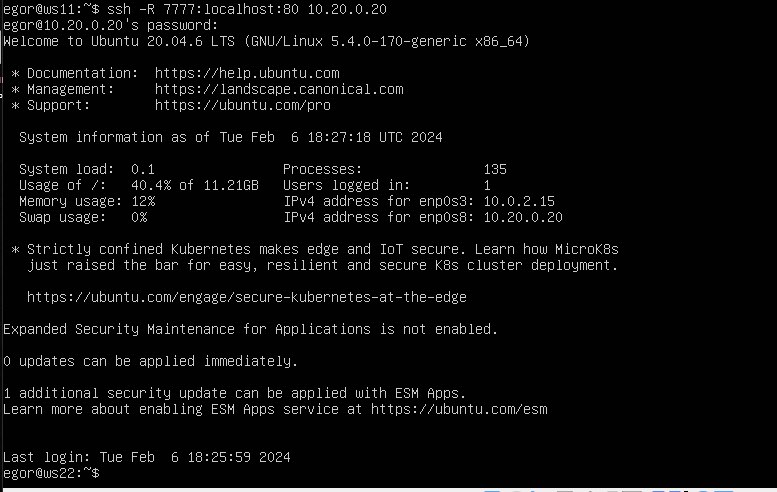 egor@ws11:~$ ssh -R 7777:localhost:80 10.20.0.20
egor@10.20.0.20's password:
Welcome to Ubuntu 20.04.6 LTS (GNU/Linux 5.4.0-170-generic x86_64)
* Documentation:  https://help.ubuntu.com
* Management:     https://landscape.canonical.com
* Support:        https://ubuntu.com/pro
System information as of Tue Feb  6 18:27:18 UTC 2024
System load:  0.1                Processes:               135
Usage of /:   40.4% of 11.21GB   Users logged in:         1
Memory usage: 12%                IPv4 address for enp0s3: 10.0.2.15
Swap usage:   0%                 IPv4 address for enp0s8: 10.20.0.20
* Strictly confined Kubernetes makes edge and IoT secure. Learn how MicroK8s
just raised the bar for easy, resilient and secure K8s cluster deployment.
https://ubuntu.com/engage/secure-kubernetes-at-the-edge
Expanded Security Maintenance for Applications is not enabled.
0 updates can be applied immediately.
1 additional security update can be applied with ESM Apps.
Learn more about enabling ESM Apps service at https://ubuntu.com/esm
Last login: Tue Feb  6 18:25:59 2024
egor@ws22:~$